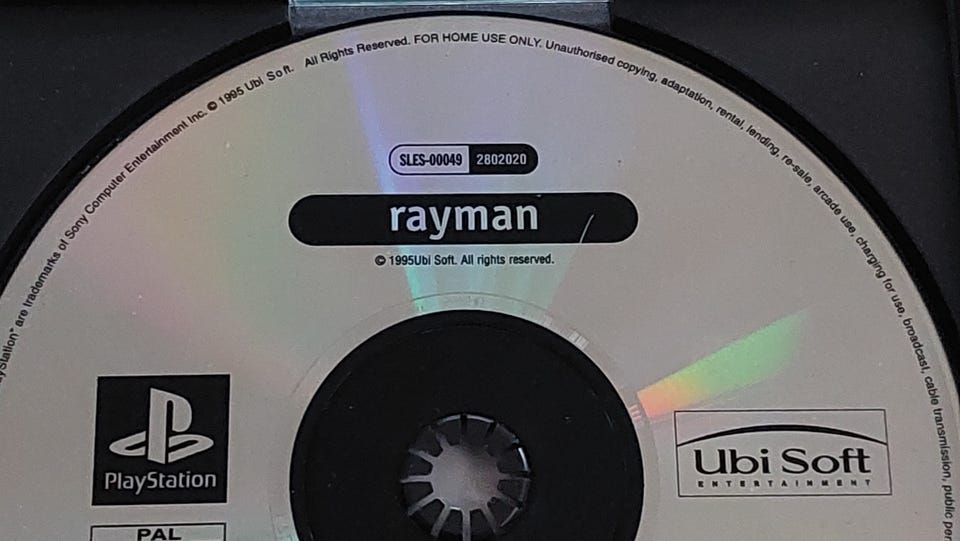 yStation" are trademarks of Sony Computer Entertainment Inc. © 1995 Ubi Soft. All Rights Reserved. FOR HOME USE ONLY. Unauthorised copying, adaptation, rental, lending, re-sale, arcade use, charging for use, broadcast, cable transmission, public per
SLES-00049 2802020
rayman
© 1995Ubi Soft. All rights reserved.
PlayStation
Ubi Soft
ENTERTAINMENT
PAL